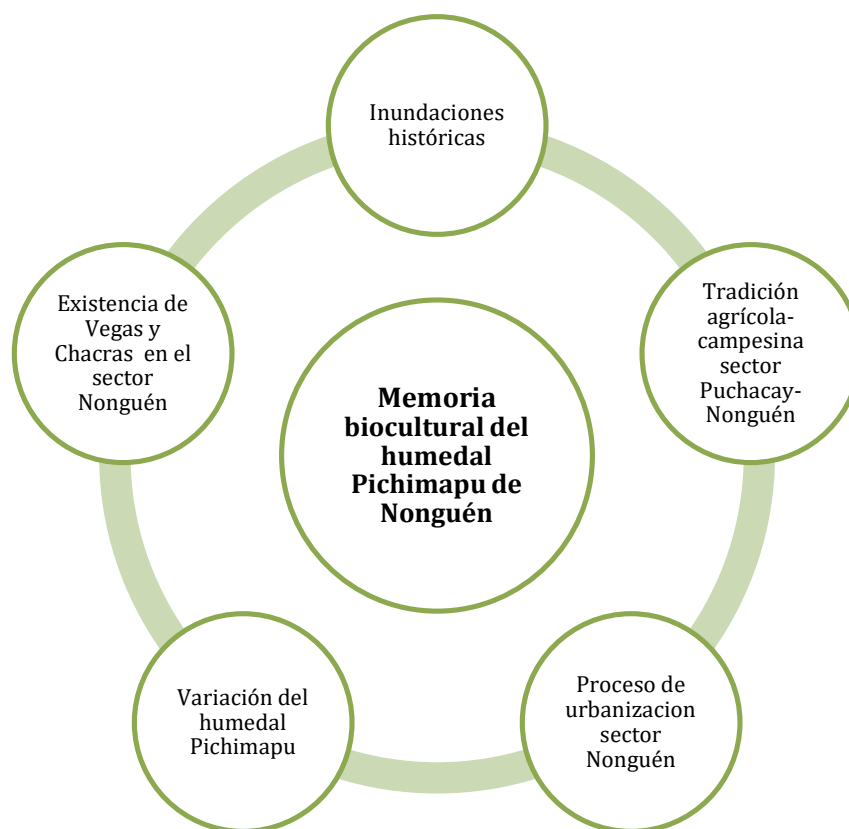 Inundaciones
históricas
Tradición
agrícola-
campesina
sector
Puchacay-
Nonguén
Proceso de
urbanizacion
sector
Nonguén
Variación del
humedal
Pichimapu
Existencia de
Vegas y
Chacras en el
sector
Nonguén
Memoria
biocultural del
humedal
Pichimapu de
Nonguén